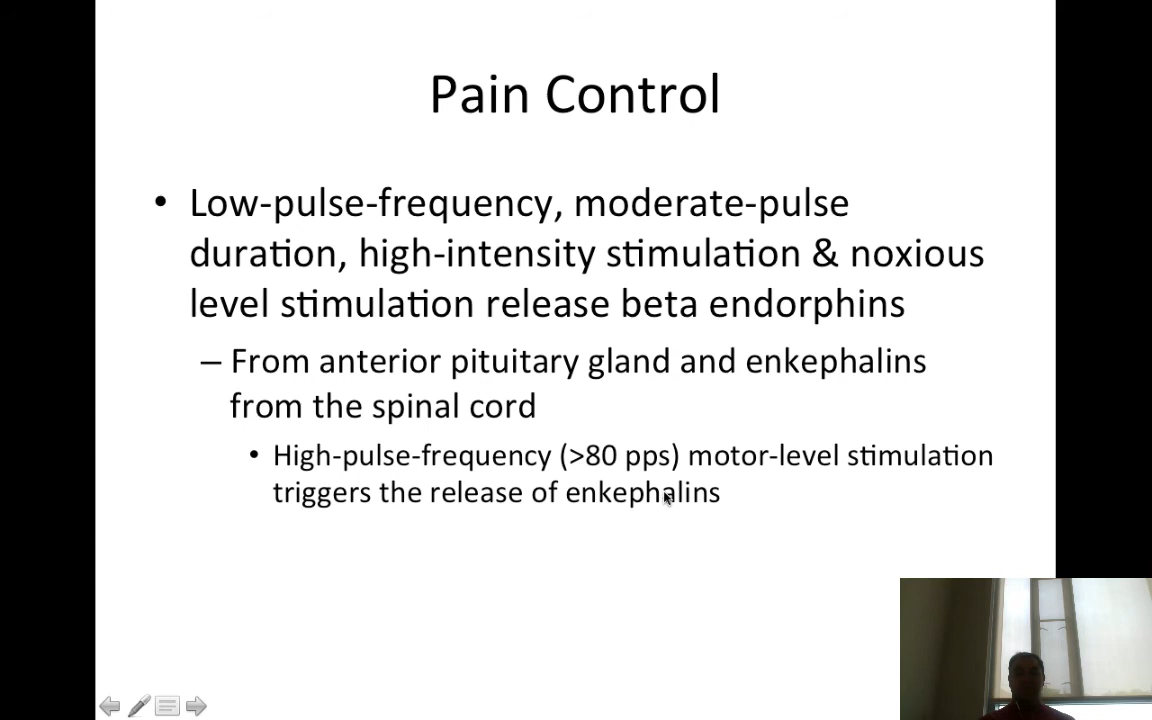 Pain Control
• Low-pulse-frequency, moderate-pulse
duration, high-intensity stimulation & noxious
level stimulation release beta endorphins
– From anterior pituitary gland and enkephalins
from the spinal cord
• High-pulse-frequency (>80 pps) motor-level stimulation
triggers the release of enkephalins